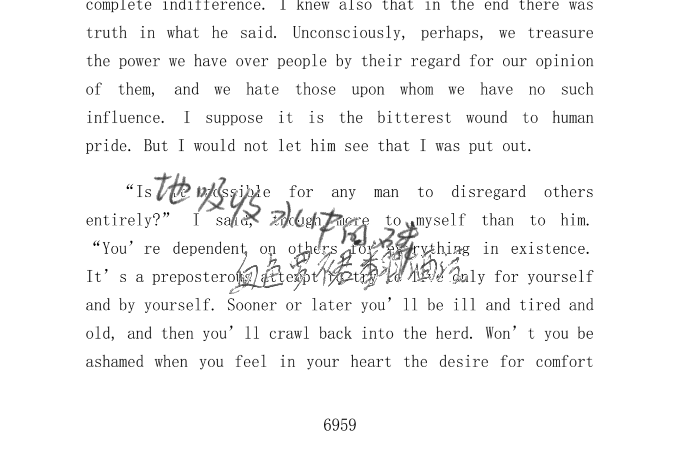 complete indifference. I knew also that in the end there was
truth in what he said. Unconsciously, perhaps, we treasure
the power we have over people by their regard for our opinion
of them, and we hate those upon whom we have no such
influence. I suppose it is the bitterest wound to human
pride. But I would not let him see that I was put out.
“Is it possible for any man to disregard others
地吸收水中的磷
entirely?” I said, though more to myself than to him.
“You’re dependent on others for everything in existence.
It’s a preposterous attempt to try to live only for yourself
and by yourself. Sooner or later you’ll be ill and tired and
old, and then you’ll crawl back into the herd. Won’t you be
ashamed when you feel in your heart the desire for comfort
6959